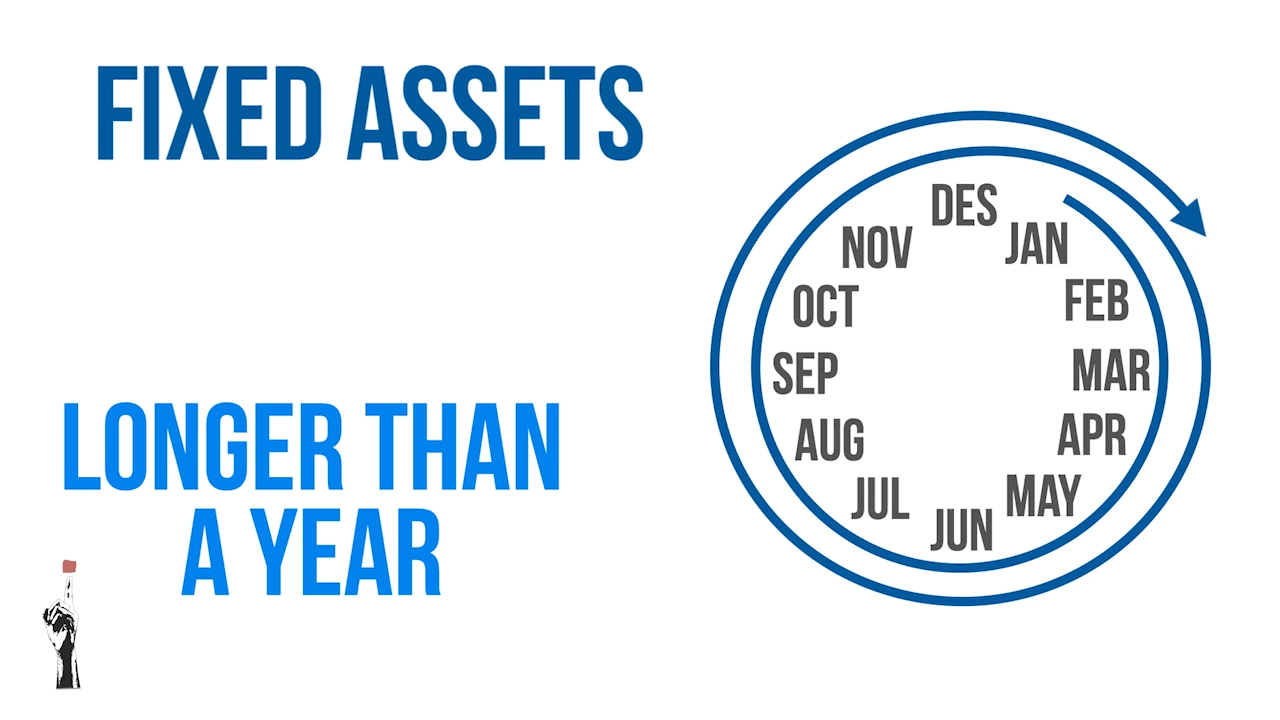 FIXED ASSETS
LONGER THAN
A YEAR
DES
JAN
FEB
MAR
APR
MAY
JUN
JUL
AUG
SEP
OCT
NOV